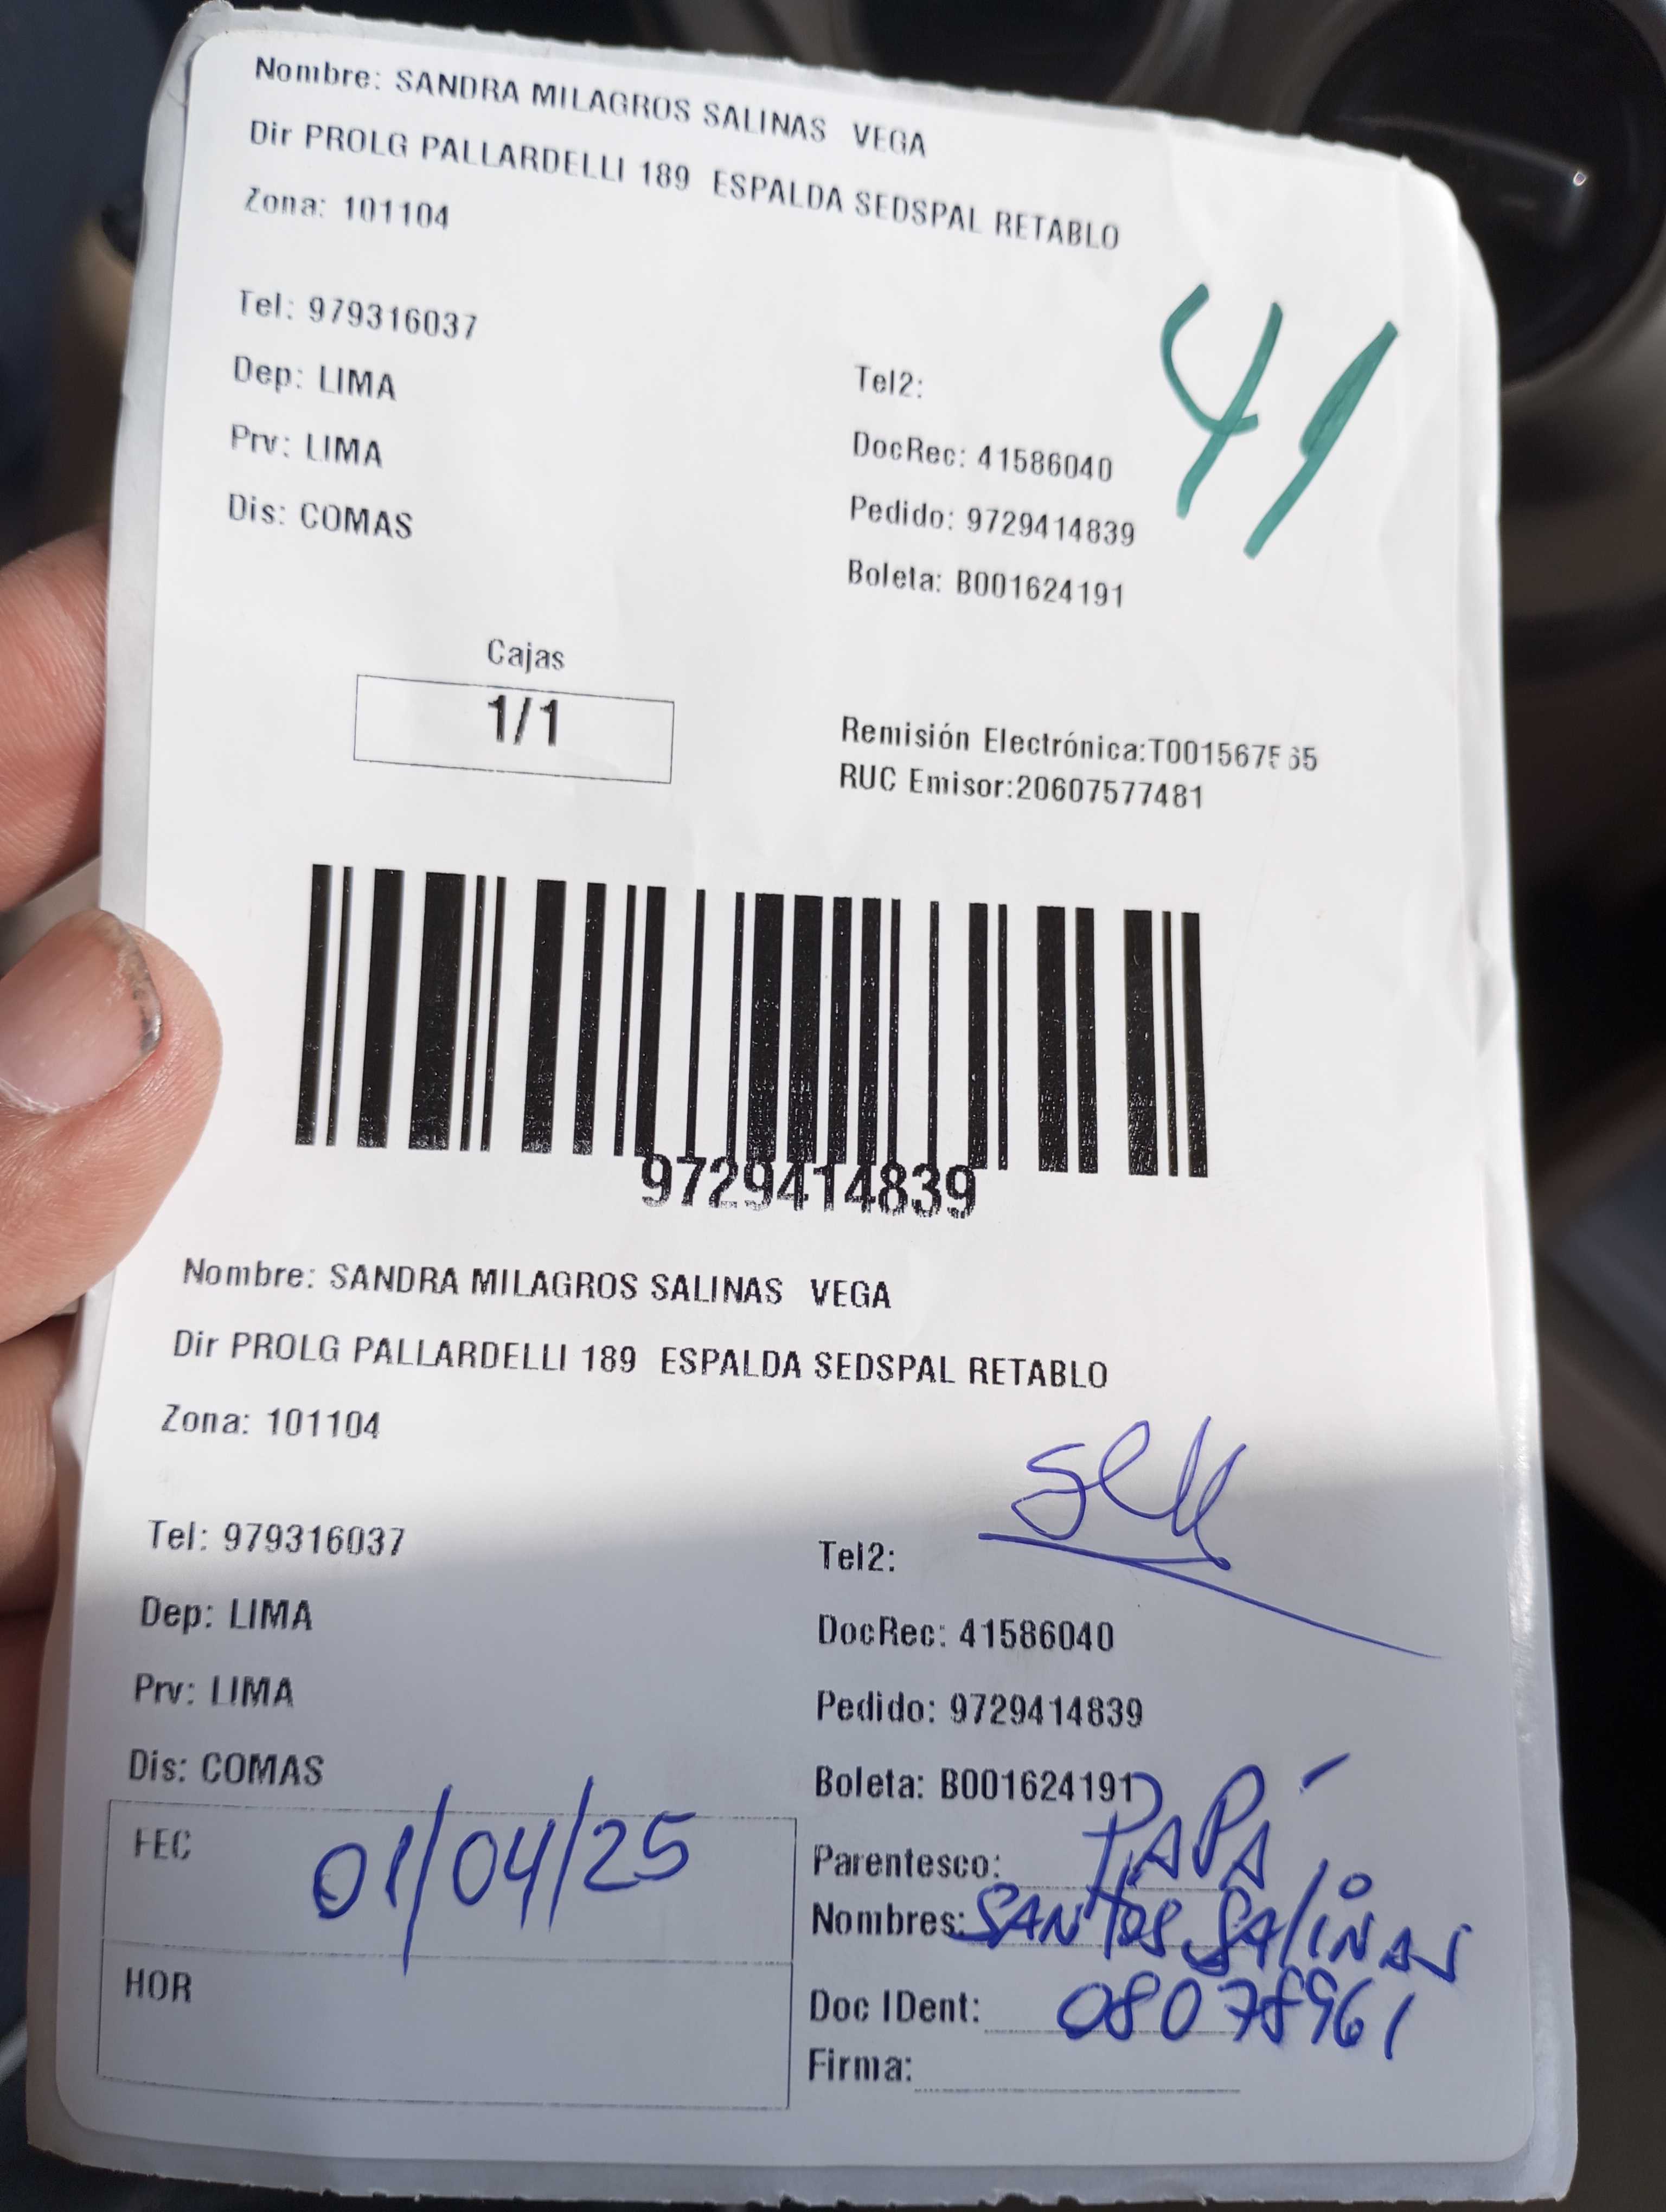 Nombre: SANDRA MILAGROS SALINAS VEGA
Dir PROLG PALLARDELLI 189 ESPALDA SEDSPAL RETABLO
Zona: 101104
41
Tel: 979316037
Tel2:
Dep: LIMA
DocRec: 41586040
Prv: LIMA
Pedido: 9729414839
Dis: COMAS
Boleta: B001624191
Cajas
1/1
Remisión Electrónica:
RUC Emisor:20607577481
9729414839
Nombre: SANDRA MILAGROS SALINAS VEGA
Dir PROLG PALLARDELLI 189 ESPALDA SEDSPAL RETABLO
Zona: 101104
Tel: 979316037
Tel2:
Dep: LIMA
DocRec: 41586040
Prv: LIMA
Pedido: 9729414839
Dis: COMAS
Boleta: B001624191
FEC 01/04/25
Parentesco: PAPÁ
Nombres: SANTOS SALINAS
HOR
Doc IDent:
Firma: